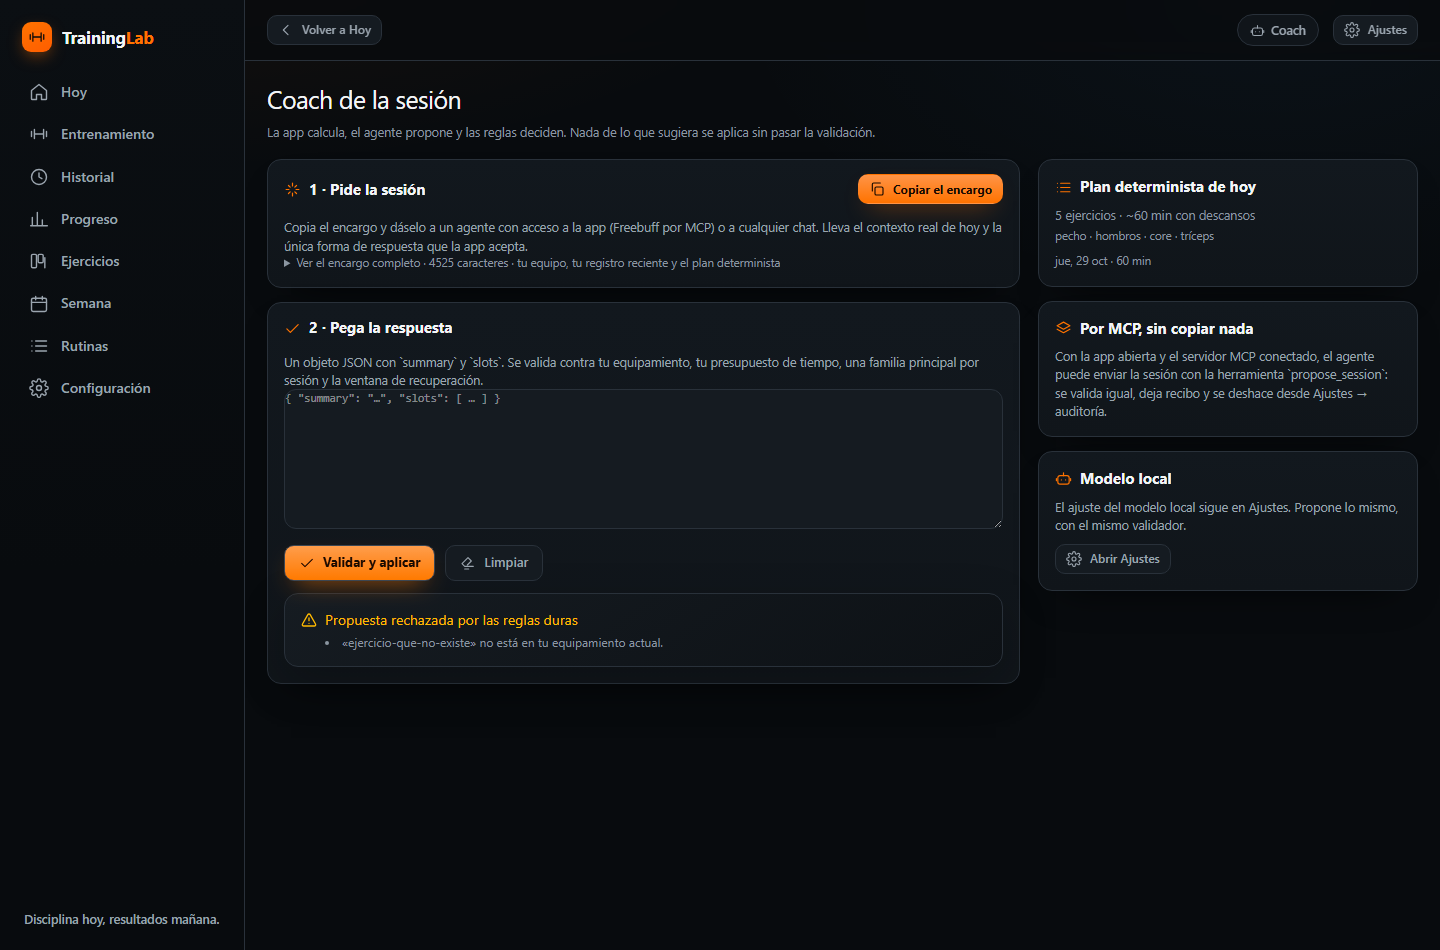 TrainingLab
Hoy
Entrenamiento
Historial
Progreso
Ejercicios
Semana
Rutinas
Configuración
Disciplina hoy, resultados mañana.
Volver a Hoy
Coach
Ajustes
Coach de la sesión
La app calcula, el agente propone y las reglas deciden. Nada de lo que sugiera se aplica sin pasar la validación.
1 · Pide la sesión
Copiar el encargo
Copia el encargo y dáselo a un agente con acceso a la app (Freebuff por MCP) o a cualquier chat. Lleva el contexto real de hoy y la
única forma de respuesta que la app acepta.
Ver el encargo completo · 4525 caracteres · tu equipo, tu registro reciente y el plan determinista
2 · Pega la respuesta
Un objeto JSON con `summary` y `slots`. Se valida contra tu equipamiento, tu presupuesto de tiempo, una familia principal por
sesión y la ventana de recuperación.
{ "summary": "…", "slots": [ … ] }
Validar y aplicar
Limpiar
Propuesta rechazada por las reglas duras
• «ejercicio-que-no-existe» no está en tu equipamiento actual.
Plan determinista de hoy
5 ejercicios · ~60 min con descansos
pecho · hombros · core · tríceps
jue, 29 oct · 60 min
Por MCP, sin copiar nada
Con la app abierta y el servidor MCP conectado, el agente
puede enviar la sesión con la herramienta `propose_session`:
se valida igual, deja recibo y se deshace desde Ajustes →
auditoría.
Modelo local
El ajuste del modelo local sigue en Ajustes. Propone lo mismo,
con el mismo validador.
Abrir Ajustes